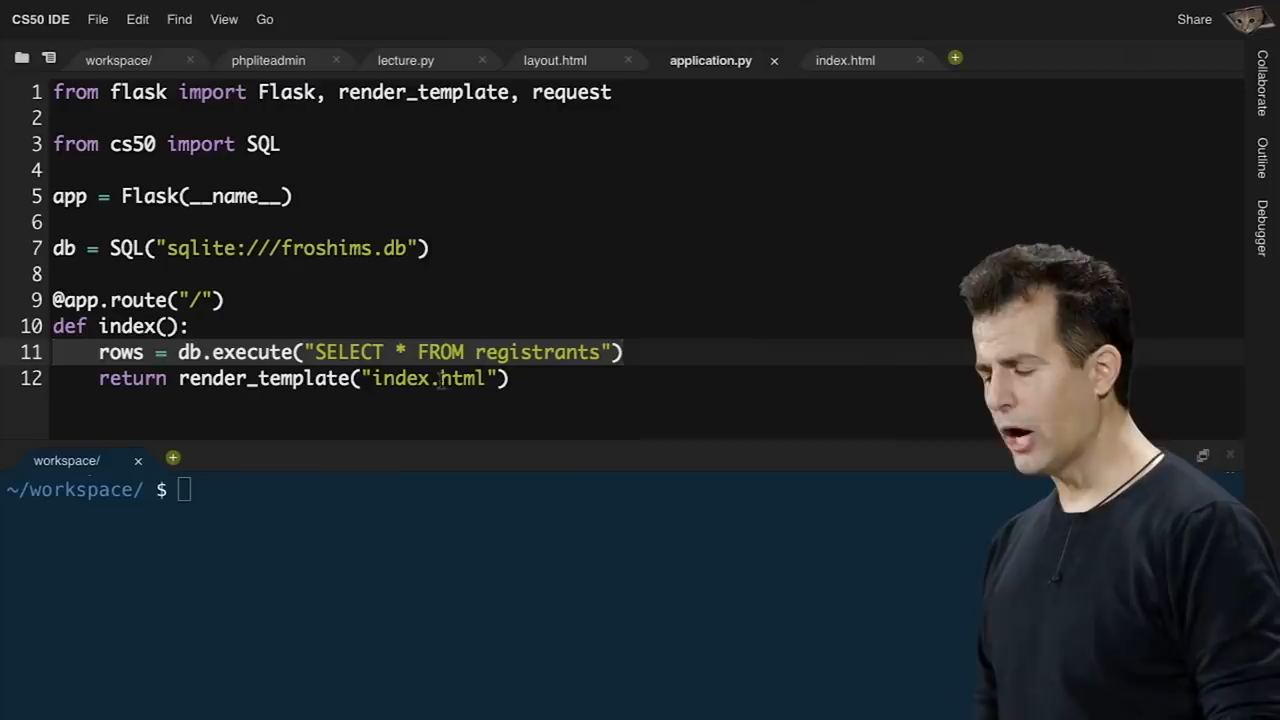 CS50 IDE File Edit Find View Go Share
workspace/ phpliteadmin lecture.py layout.html application.py index.html
1 from flask import Flask, render_template, request
2
3 from cs50 import SQL
4
5 app = Flask(__name__)
6
7 db = SQL("sqlite:///froshims.db")
8
9 @app.route("/")
10 def index():
11 rows = db.execute("SELECT * FROM registrants")
12 return render_template("index.html")
workspace/
~/workspace/ $
Collaborate
Outline
Debugger